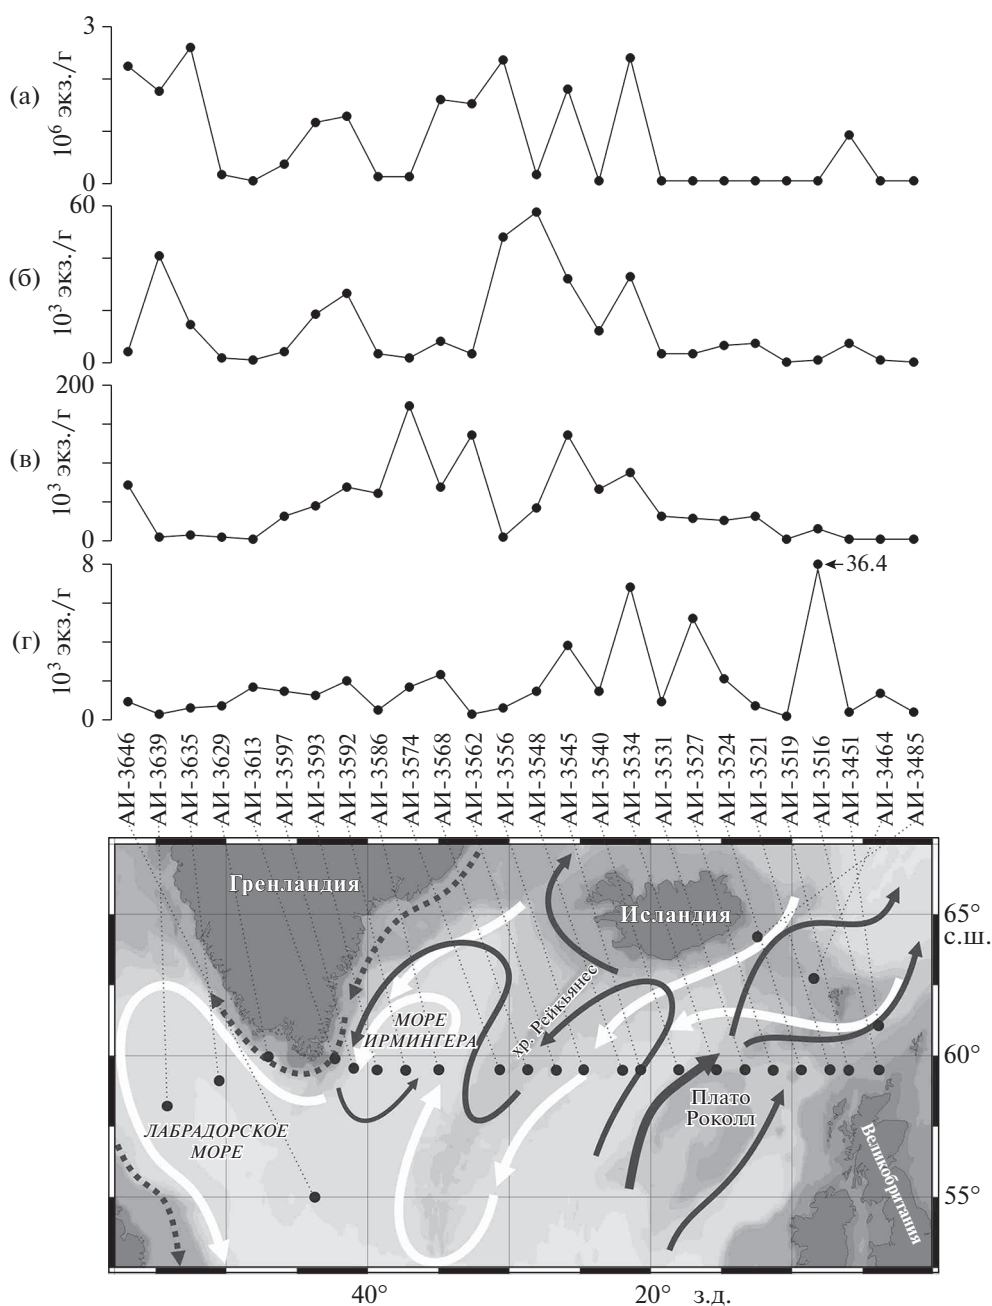 3
(а)
10⁶ экз./г
0
60
(б)
10³ экз./г
0
200
(в)
10³ экз./г
0
8
36.4
(г)
10³ экз./г
0
АИ-3646
АИ-3639
АИ-3635
АИ-3629
АИ-3613
АИ-3597
АИ-3593
АИ-3592
АИ-3586
АИ-3574
АИ-3568
АИ-3562
АИ-3556
АИ-3548
АИ-3545
АИ-3540
АИ-3534
АИ-3531
АИ-3527
АИ-3524
АИ-3521
АИ-3519
АИ-3516
АИ-3451
АИ-3464
АИ-3485
Гренландия
Исландия
65°
с.ш.
хр. Рейкъянес
МОРЕ
ИРМИНГЕРА
60°
Плато
Роколл
ЛАБРАДОРСКОЕ
МОРЕ
Великобритания
55°
40°
20°
з.д.